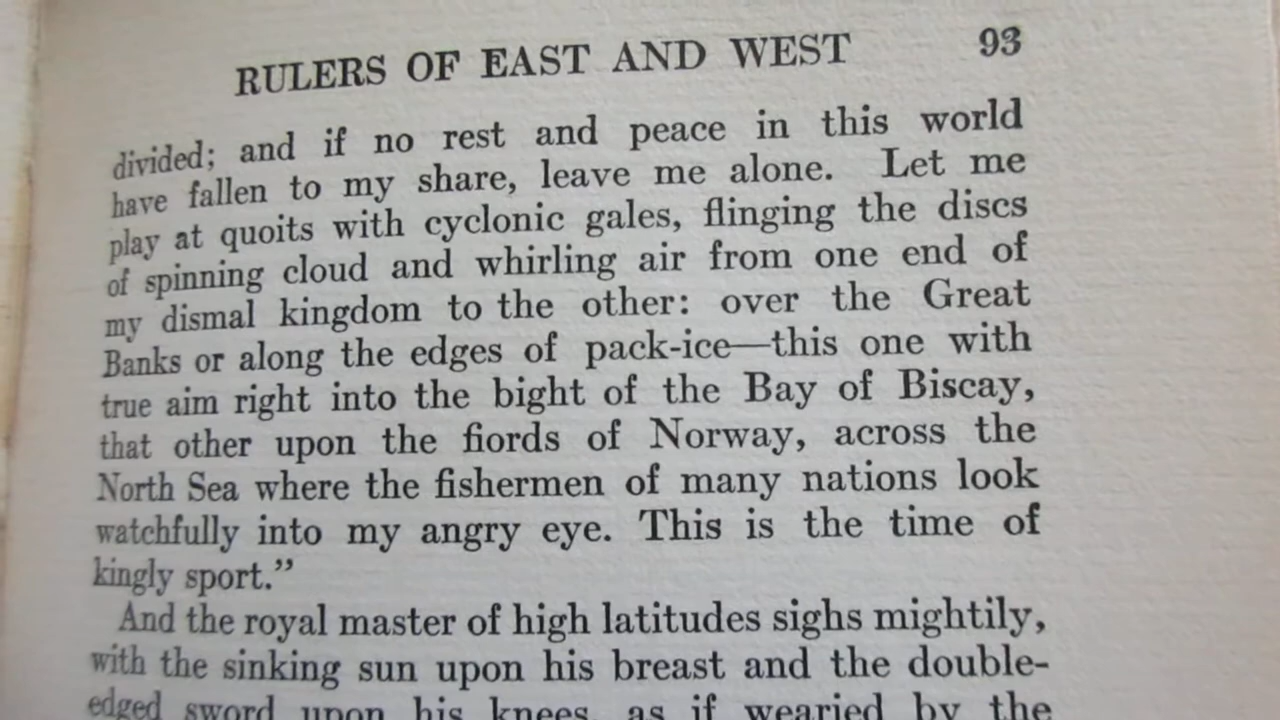 RULERS OF EAST AND WEST 93
divided; and if no rest and peace in this world
have fallen to my share, leave me alone. Let me
play at quoits with cyclonic gales, flinging the discs
of spinning cloud and whirling air from one end of
my dismal kingdom to the other: over the Great
Banks or along the edges of pack-ice—this one with
true aim right into the bight of the Bay of Biscay,
that other upon the fiords of Norway, across the
North Sea where the fishermen of many nations look
watchfully into my angry eye. This is the time of
kingly sport.”
And the royal master of high latitudes sighs mightily,
with the sinking sun upon his breast and the double-
edged sword upon his knees, as if wearied by the